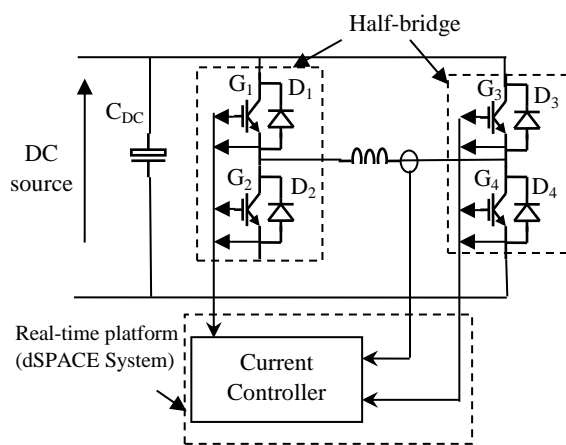 Half-bridge
G1
D1
G3
D3
CDC
DC
source
G2
D2
G4
D4
Real-time platform
(dSPACE System)
Current
Controller